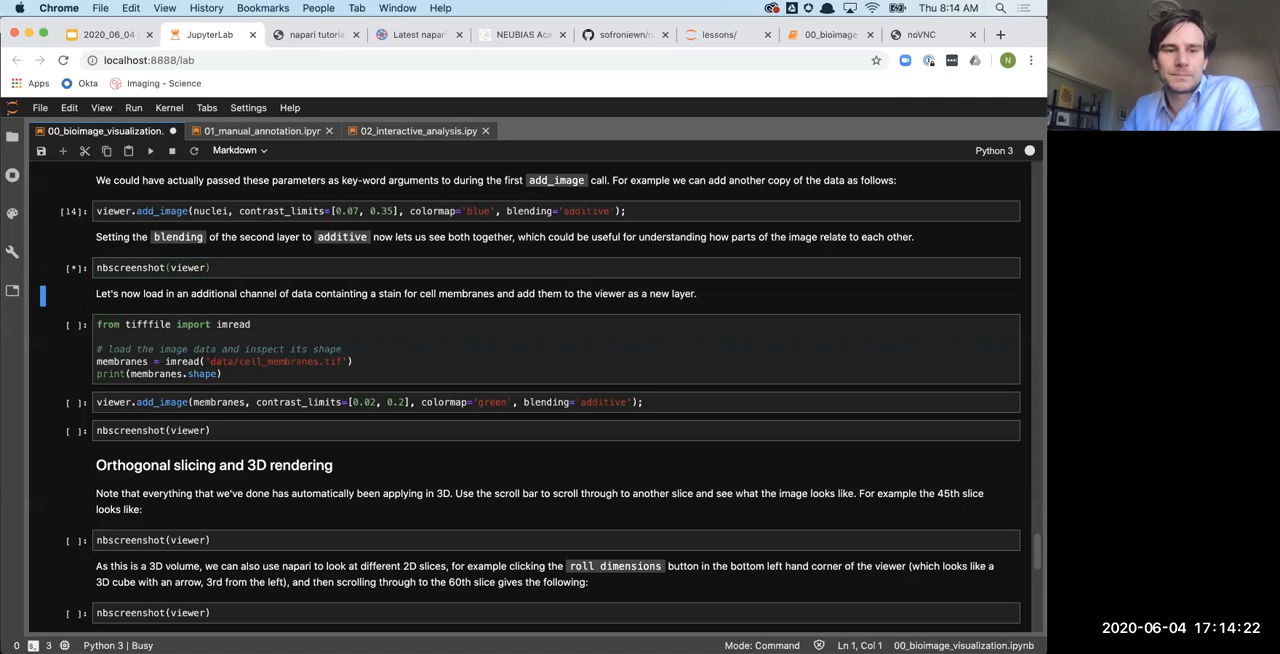 Chrome File Edit View History Bookmarks People Tab Window Help Thu 8:14 AM
2020_06_04 JupyterLab napari tutori Latest napari NEUBIAS Aca sofroniewn/n lessons/ 00_bioimage noVNC
localhost:8888/lab N
Apps Okta Imaging - Science
File Edit View Run Kernel Tabs Settings Help
00_bioimage_visualization. 01_manual_annotation.ipynb 02_interactive_analysis.ipy
Markdown Python 3
We could have actually passed these parameters as key-word arguments to during the first add_image call. For example we can add another copy of the data as follows:
[14]: viewer.add_image(nuclei, contrast_limits=[0.07, 0.35], colormap='blue', blending='additive');
Setting the blending of the second layer to additive now lets us see both together, which could be useful for understanding how parts of the image relate to each other.
[*]: nbscreenshot(viewer)
Let's now load in an additional channel of data containting a stain for cell membranes and add them to the viewer as a new layer.
[ ]: from tifffile import imread
# load the image data and inspect its shape
membranes = imread('data/cell_membranes.tif')
print(membranes.shape)
[ ]: viewer.add_image(membranes, contrast_limits=[0.02, 0.2], colormap='green', blending='additive');
[ ]: nbscreenshot(viewer)
Orthogonal slicing and 3D rendering
Note that everything that we've done has automatically been applying in 3D. Use the scroll bar to scroll through to another slice and see what the image looks like. For example the 45th slice
looks like:
[ ]: nbscreenshot(viewer)
As this is a 3D volume, we can also use napari to look at different 2D slices, for example clicking the roll dimensions button in the bottom left hand corner of the viewer (which looks like a
3D cube with an arrow, 3rd from the left), and then scrolling through to the 60th slice gives the following:
[ ]: nbscreenshot(viewer)
2020-06-04 17:14:22
0 3 Python 3 | Busy Mode: Command Ln 1, Col 1 00_bioimage_visualization.ipynb